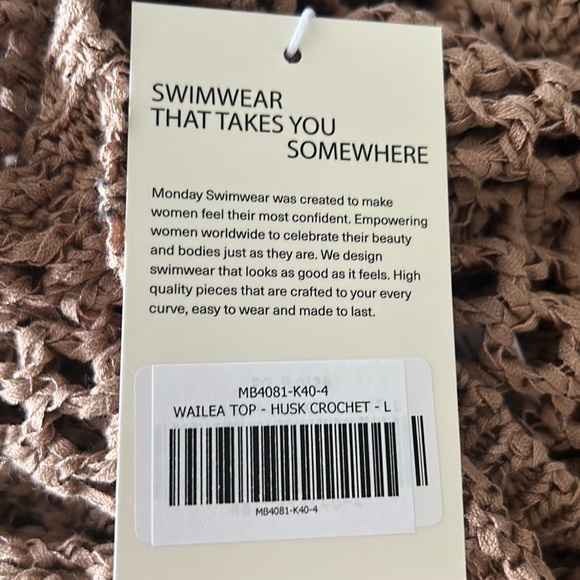 SWIMWEAR
THAT TAKES YOU
SOMEWHERE
Monday Swimwear was created to make
women feel their most confident. Empowering
women worldwide to celebrate their beauty
and bodies just as they are. We design
swimwear that looks as good as it feels. High
quality pieces that are crafted to your every
curve, easy to wear and made to last.
MB4081-K40-4
WAILEA TOP - HUSK CROCHET - L
MB4081-K40-4